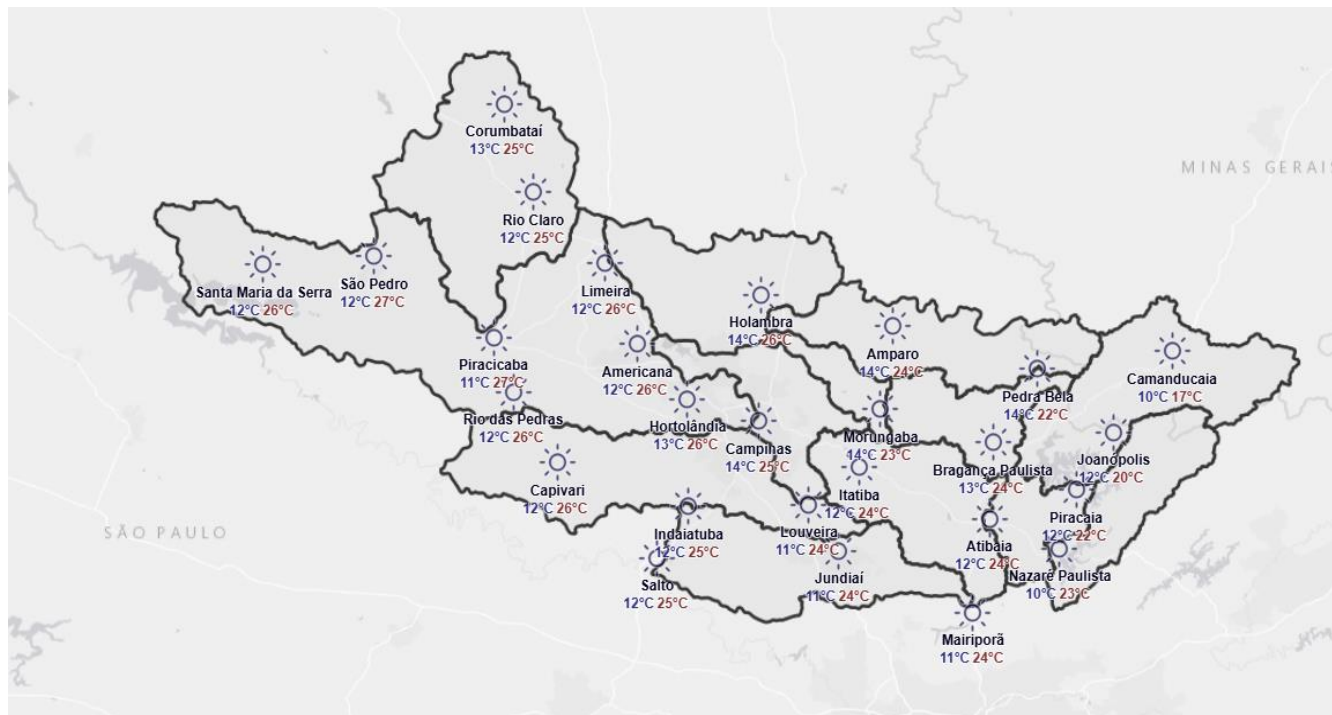 Corumbataí
13°C 25°C
MINAS GERAIS
Rio Claro
12°C 25°C
São Pedro
12°C 27°C
Santa Maria da Serra
12°C 26°C
Limeira
12°C 26°C
Holambra
14°C 26°C
Amparo
14°C 24°C
Piracicaba
11°C 27°C
Americana
12°C 26°C
Camanducaia
10°C 17°C
Pedra Bela
14°C 22°C
Rio das Pedras
12°C 26°C
Hortolândia
13°C 26°C
Campinas
14°C 25°C
Morungaba
14°C 23°C
Joanópolis
12°C 20°C
Bragança Paulista
13°C 24°C
Capivari
12°C 26°C
Itatiba
12°C 24°C
Piracaia
12°C 22°C
SÃO PAULO
Indaiatuba
12°C 25°C
Louveira
11°C 24°C
Atibaia
12°C 24°C
Jundiaí
11°C 24°C
Nazaré Paulista
10°C 23°C
Salto
12°C 25°C
Mairiporã
11°C 24°C